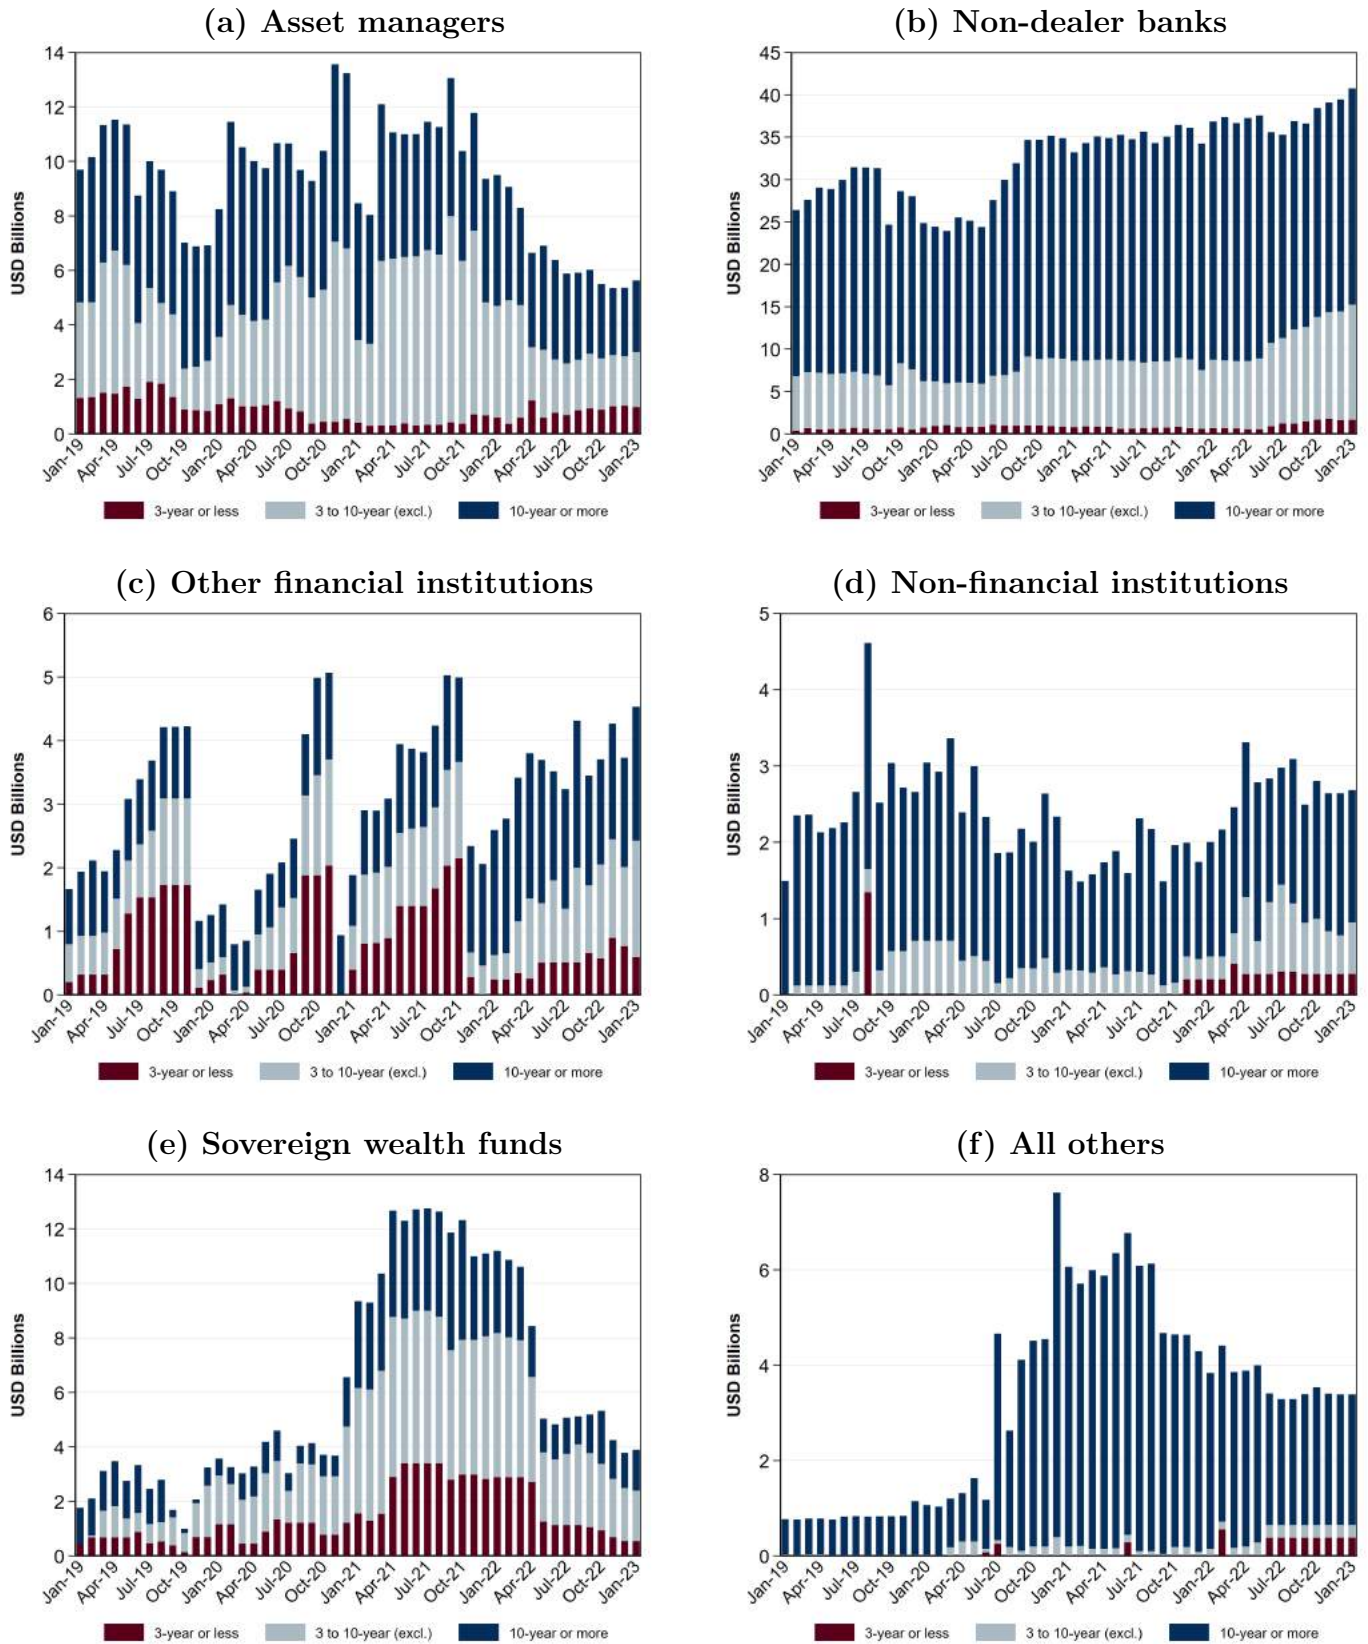 (a) Asset managers
14
12
10
8
6
4
2
0
USD Billions
Jan-19 Apr-19 Jul-19 Oct-19 Jan-20 Apr-20 Jul-20 Oct-20 Jan-21 Apr-21 Jul-21 Oct-21 Jan-22 Apr-22 Jul-22 Oct-22 Jan-23
3-year or less 3 to 10-year (excl.) 10-year or more
(b) Non-dealer banks
45
40
35
30
25
20
15
10
5
0
USD Billions
Jan-19 Apr-19 Jul-19 Oct-19 Jan-20 Apr-20 Jul-20 Oct-20 Jan-21 Apr-21 Jul-21 Oct-21 Jan-22 Apr-22 Jul-22 Oct-22 Jan-23
3-year or less 3 to 10-year (excl.) 10-year or more
(c) Other financial institutions
6
5
4
3
2
1
0
USD Billions
Jan-19 Apr-19 Jul-19 Oct-19 Jan-20 Apr-20 Jul-20 Oct-20 Jan-21 Apr-21 Jul-21 Oct-21 Jan-22 Apr-22 Jul-22 Oct-22 Jan-23
3-year or less 3 to 10-year (excl.) 10-year or more
(d) Non-financial institutions
5
4
3
2
1
0
USD Billions
Jan-19 Apr-19 Jul-19 Oct-19 Jan-20 Apr-20 Jul-20 Oct-20 Jan-21 Apr-21 Jul-21 Oct-21 Jan-22 Apr-22 Jul-22 Oct-22 Jan-23
3-year or less 3 to 10-year (excl.) 10-year or more
(e) Sovereign wealth funds
14
12
10
8
6
4
2
0
USD Billions
Jan-19 Apr-19 Jul-19 Oct-19 Jan-20 Apr-20 Jul-20 Oct-20 Jan-21 Apr-21 Jul-21 Oct-21 Jan-22 Apr-22 Jul-22 Oct-22 Jan-23
3-year or less 3 to 10-year (excl.) 10-year or more
(f) All others
8
6
4
2
0
USD Billions
Jan-19 Apr-19 Jul-19 Oct-19 Jan-20 Apr-20 Jul-20 Oct-20 Jan-21 Apr-21 Jul-21 Oct-21 Jan-22 Apr-22 Jul-22 Oct-22 Jan-23
3-year or less 3 to 10-year (excl.) 10-year or more